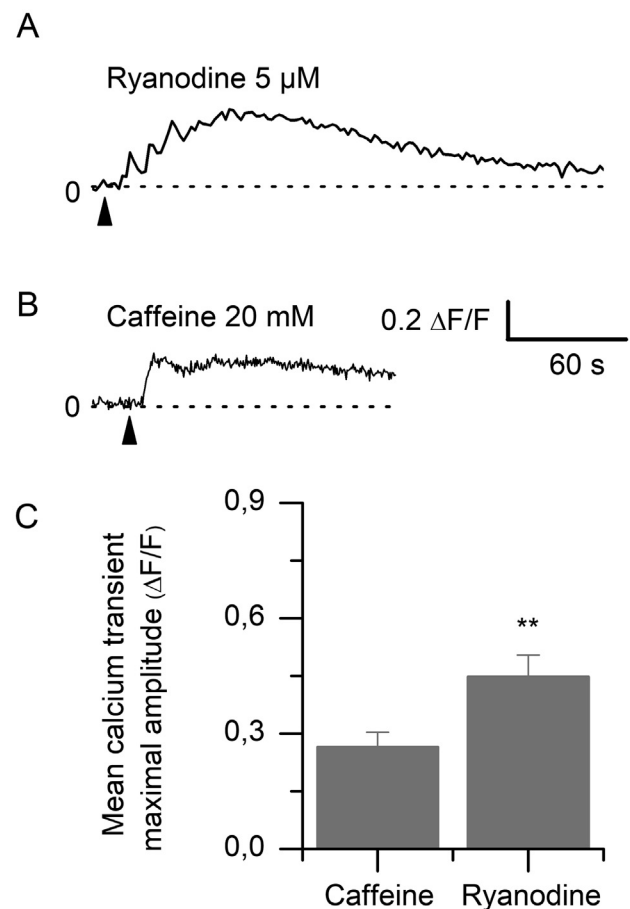 A
Ryanodine 5 µM
0
B
Caffeine 20 mM
0.2 ΔF/F
60 s
0
C
Mean calcium transient
maximal amplitude (ΔF/F)
0,9
0,6
0,3
0,0
**
Caffeine
Ryanodine